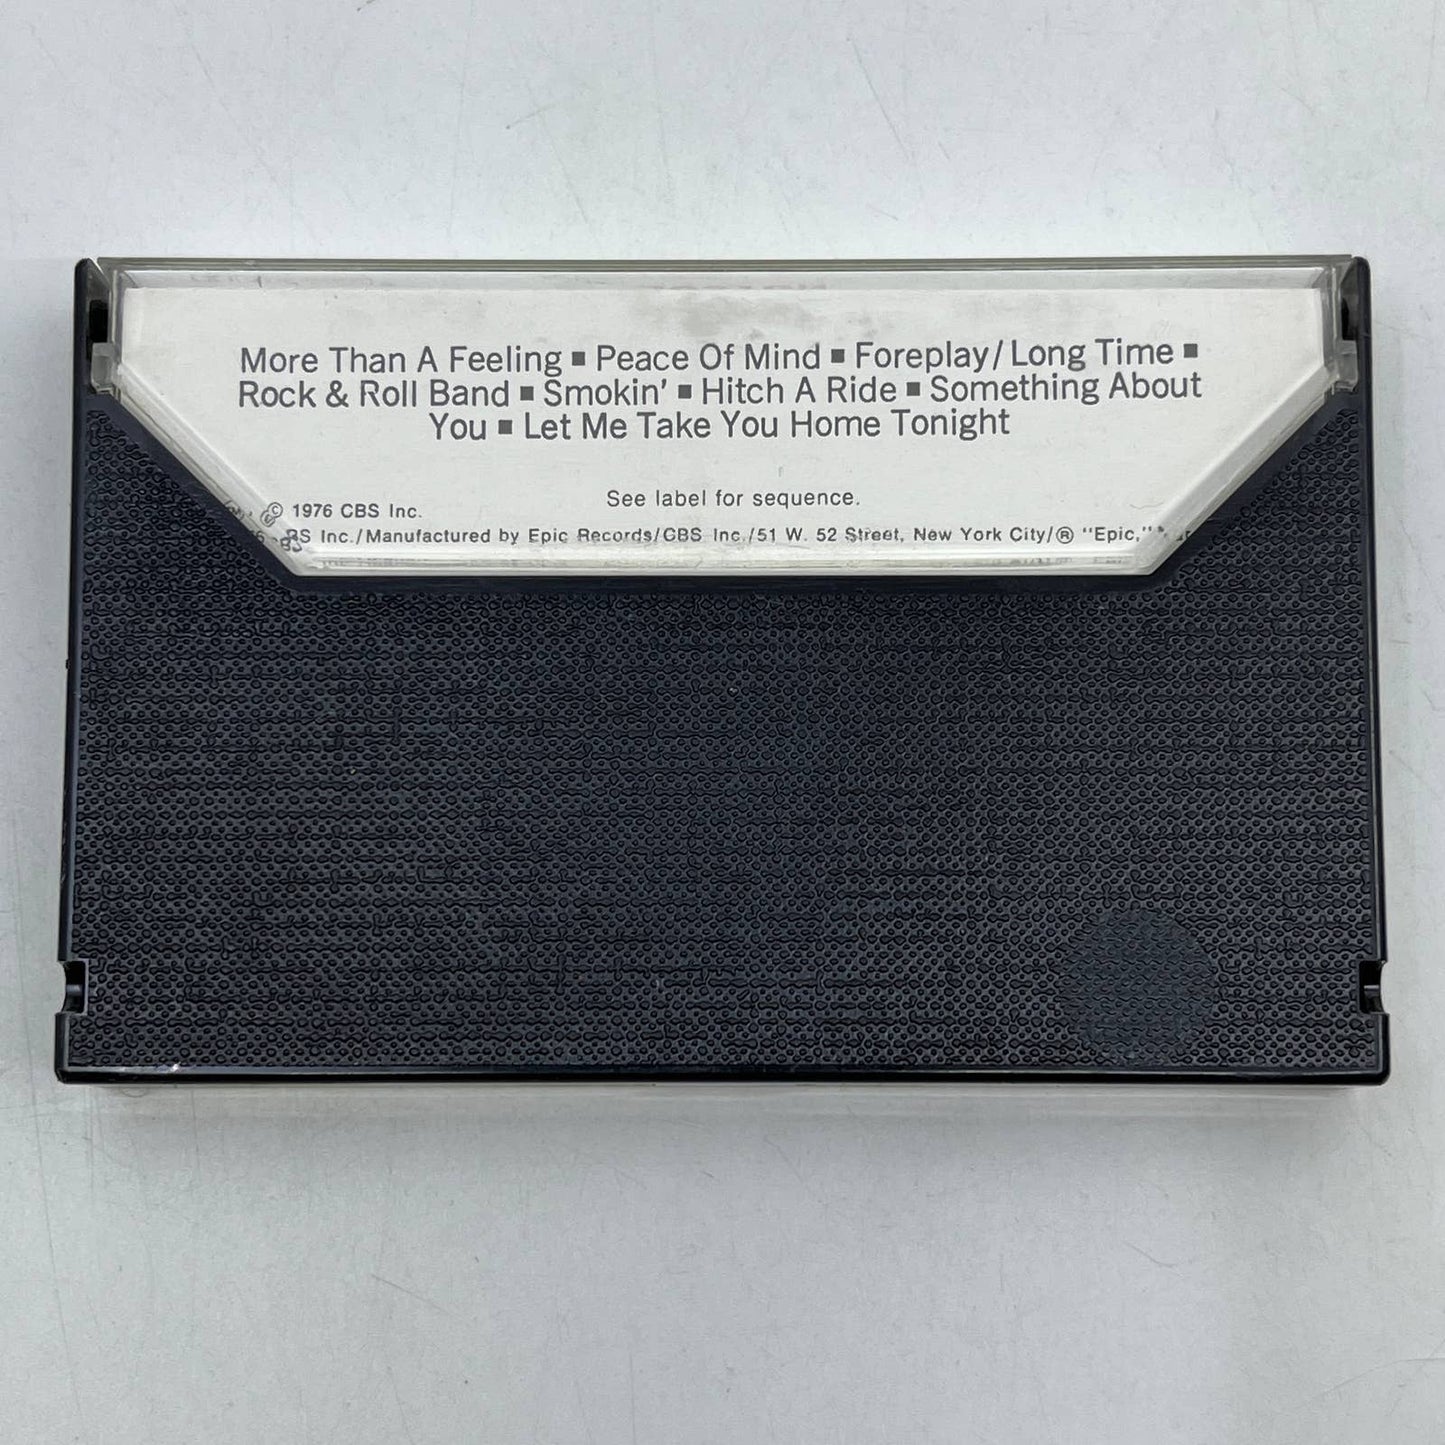 More Than A Feeling ■ Peace Of Mind ■ Foreplay/Long Time ■
Rock & Roll Band ■ Smokin' ■ Hitch A Ride ■ Something About
You ■ Let Me Take You Home Tonight
See label for sequence.
© 1976 CBS Inc.
Inc./Manufactured by Epic Records/CBS Inc./51 W. 52 Street, New York City/® "Epic,"